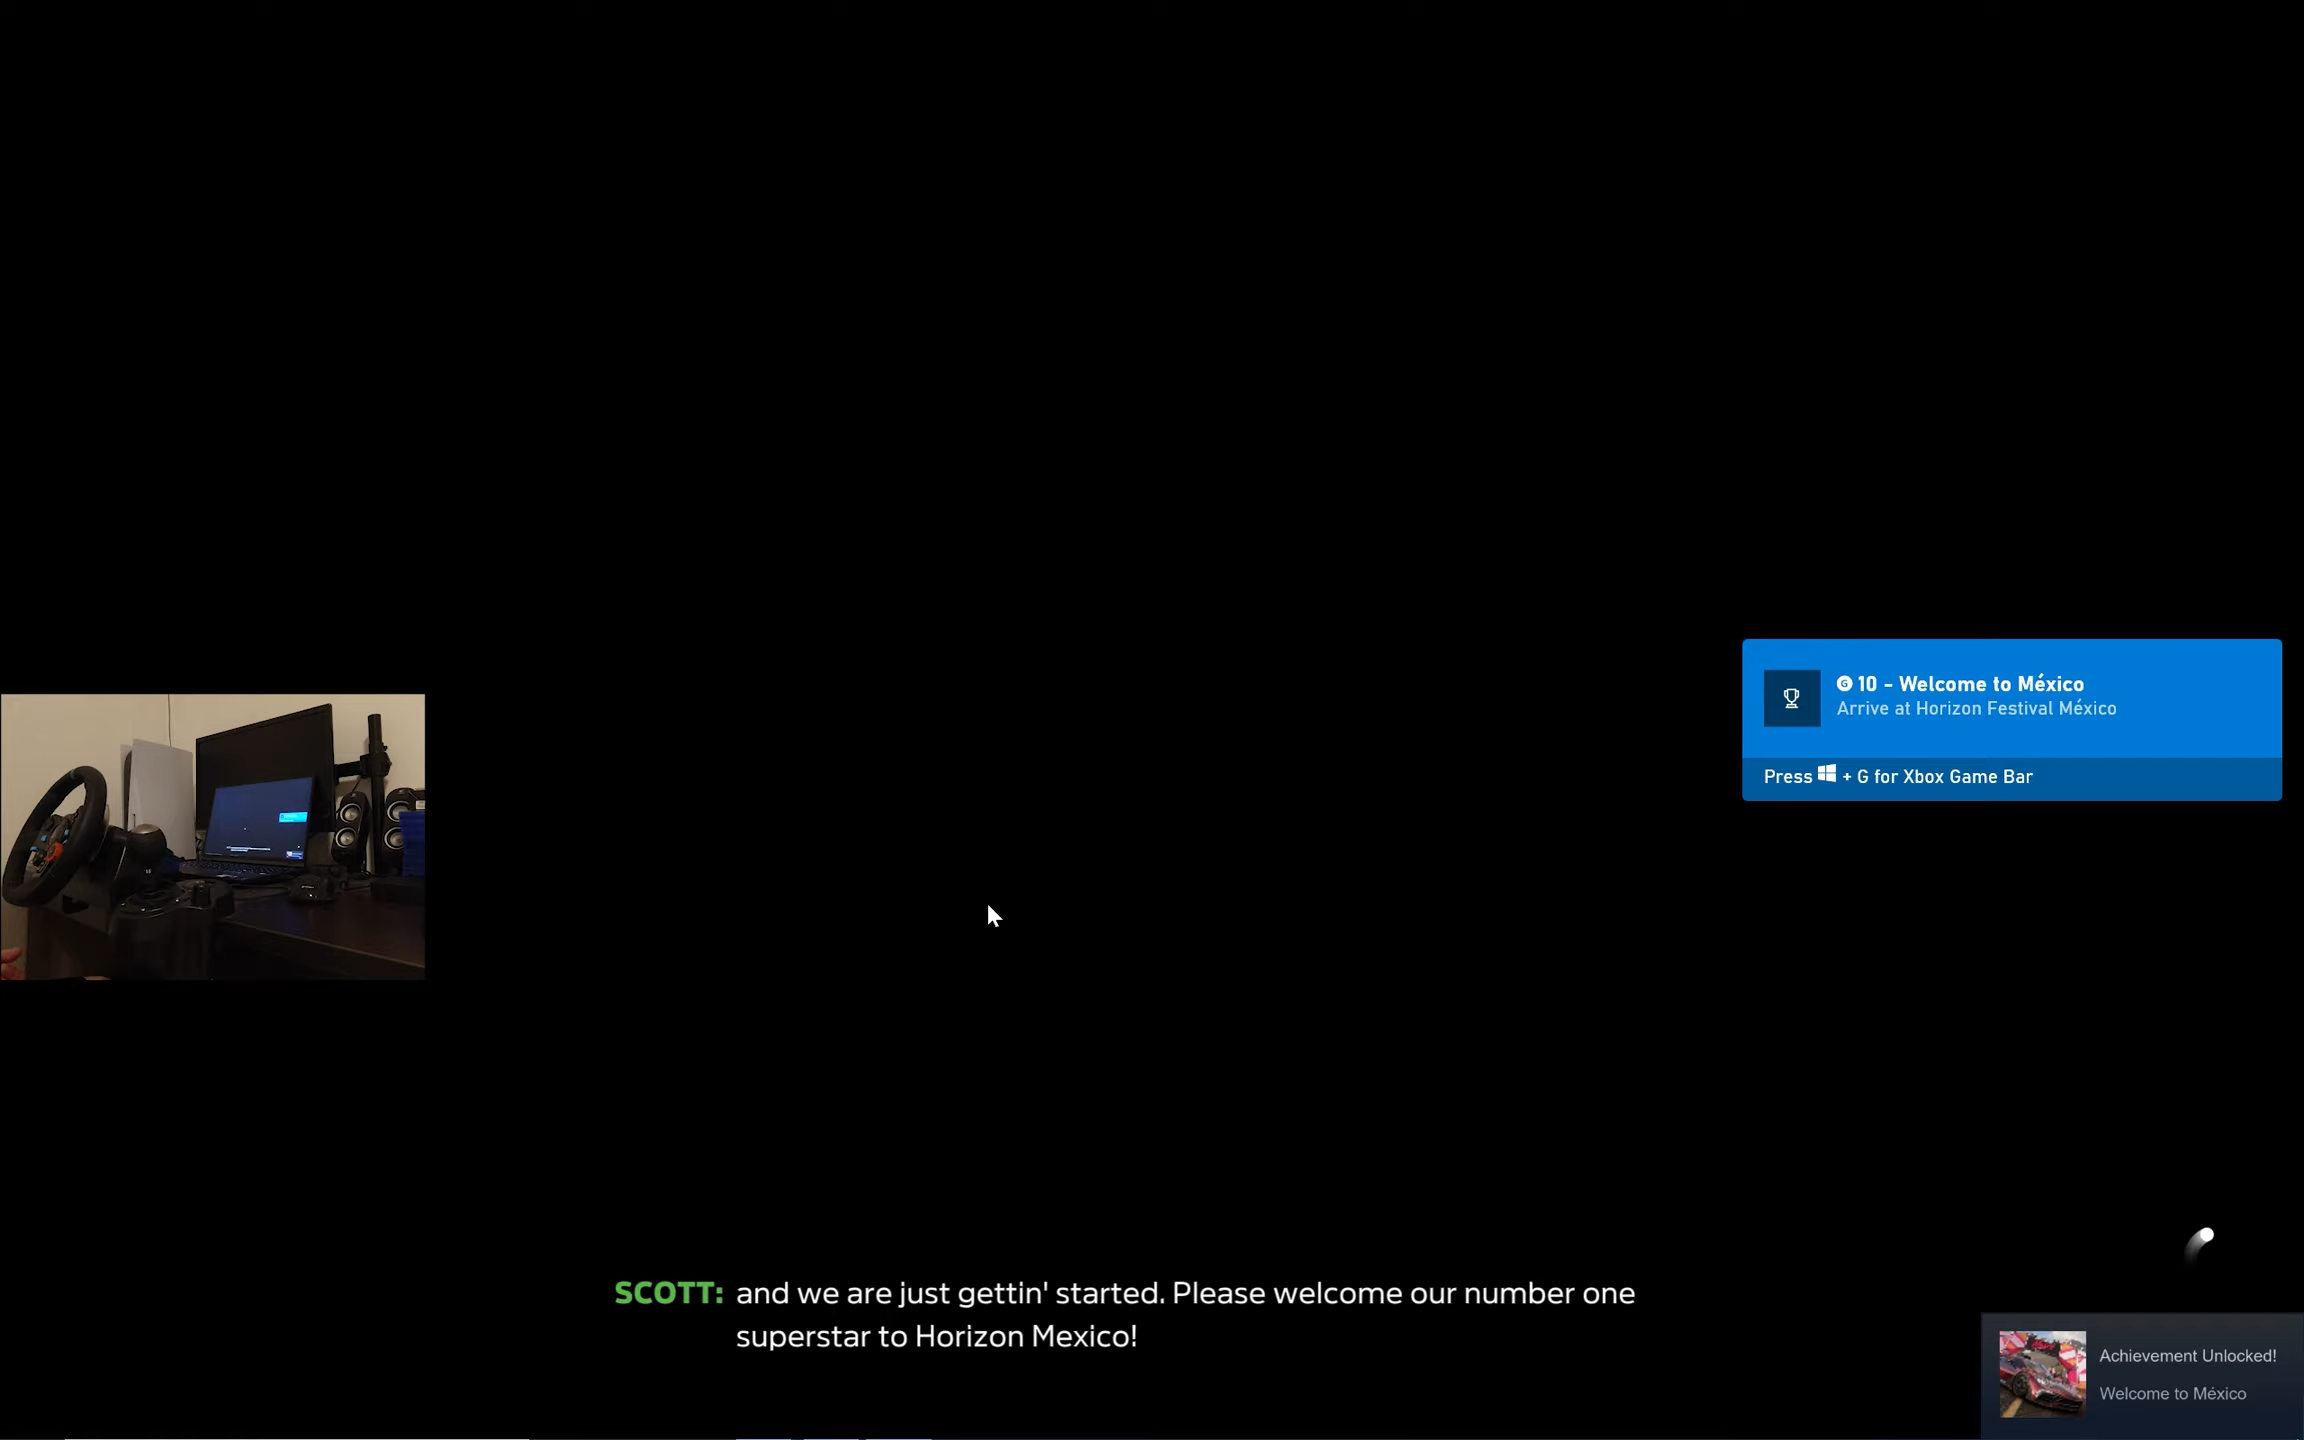 G 10 - Welcome to México
Arrive at Horizon Festival México
Press + G for Xbox Game Bar
SCOTT: and we are just gettin' started. Please welcome our number one
superstar to Horizon Mexico!
Achievement Unlocked!
Welcome to México